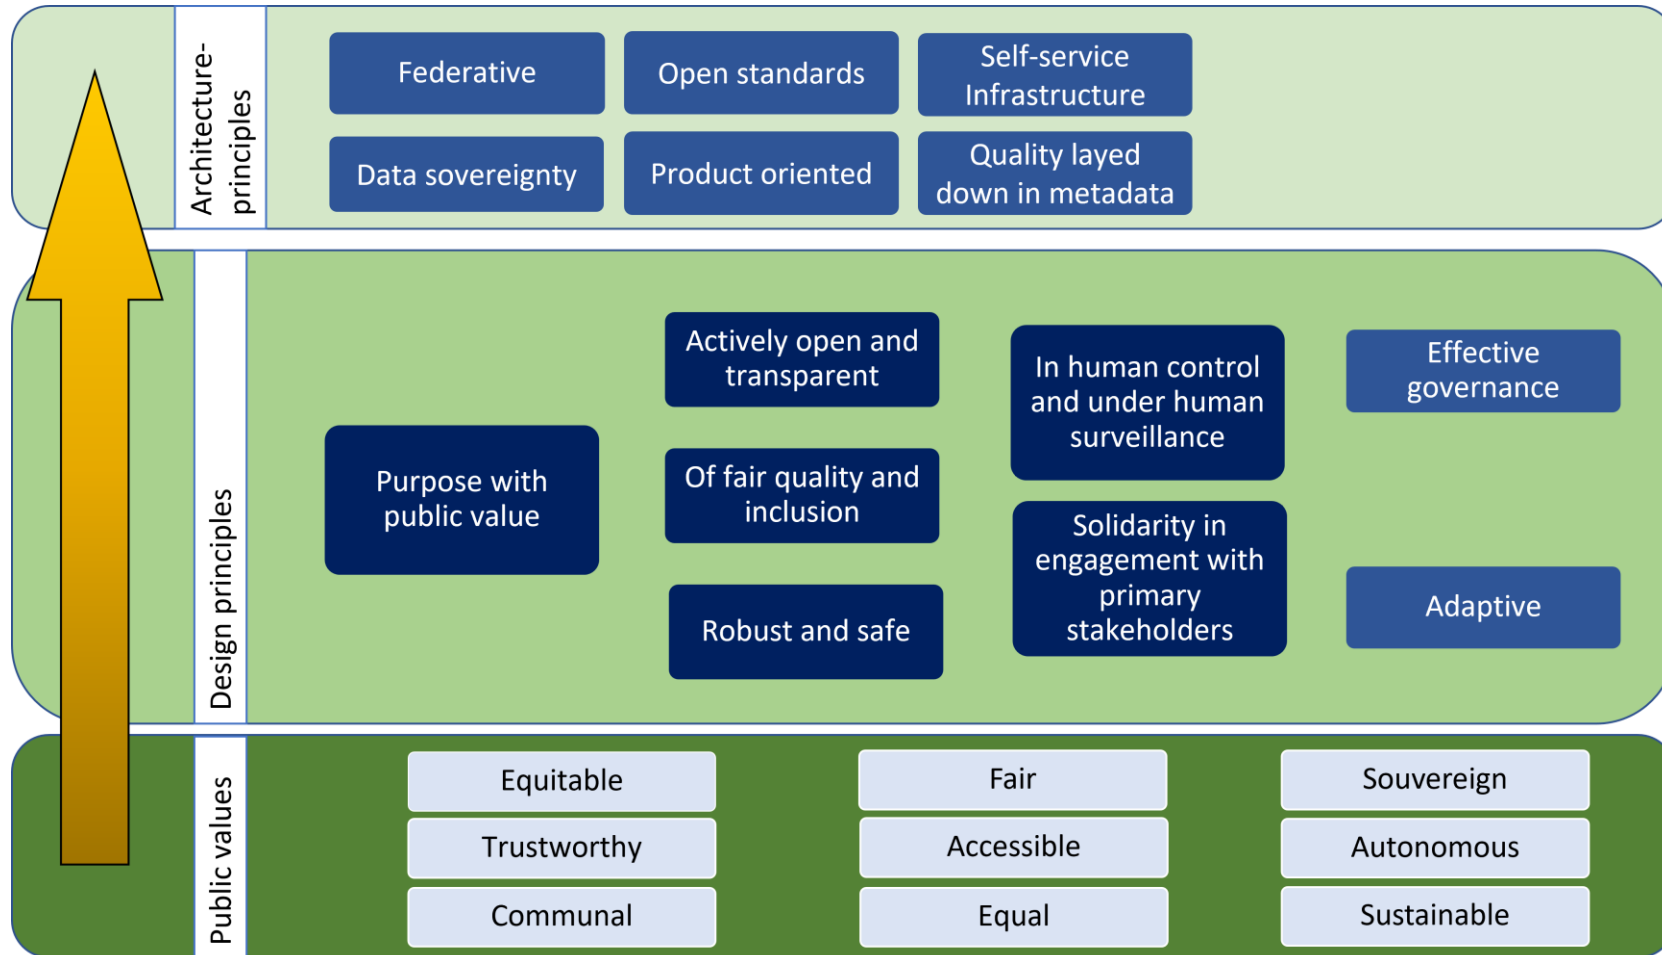 Architecture-
principles
Federative
Open standards
Self-service
Infrastructure
Data sovereignty
Product oriented
Quality layed
down in metadata
Design principles
Purpose with
public value
Actively open and
transparent
Of fair quality and
inclusion
Robust and safe
In human control
and under human
surveillance
Solidarity in
engagement with
primary
stakeholders
Effective
governance
Adaptive
Public values
Equitable
Fair
Souvereign
Trustworthy
Accessible
Autonomous
Communal
Equal
Sustainable